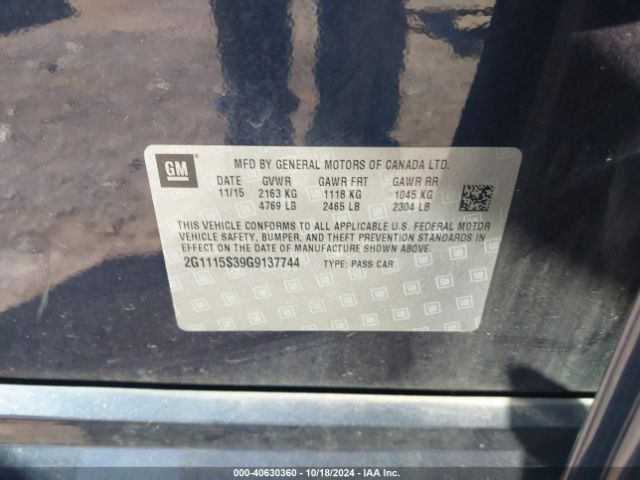 GM MFD BY GENERAL MOTORS OF CANADA LTD.
DATE GVWR GAWR FRT GAWR RR
11/15 2163 KG 1118 KG 1045 KG
4769 LB 2465 LB 2304 LB
THIS VEHICLE CONFORMS TO ALL APPLICABLE U.S. FEDERAL MOTOR
VEHICLE SAFETY, BUMPER, AND THEFT PREVENTION STANDARDS IN
EFFECT ON THE DATE OF MANUFACTURE SHOWN ABOVE.
2G1115S39G9137744 TYPE: PASS CAR
000-40630360 | 10/18/2024 | IAA Inc.